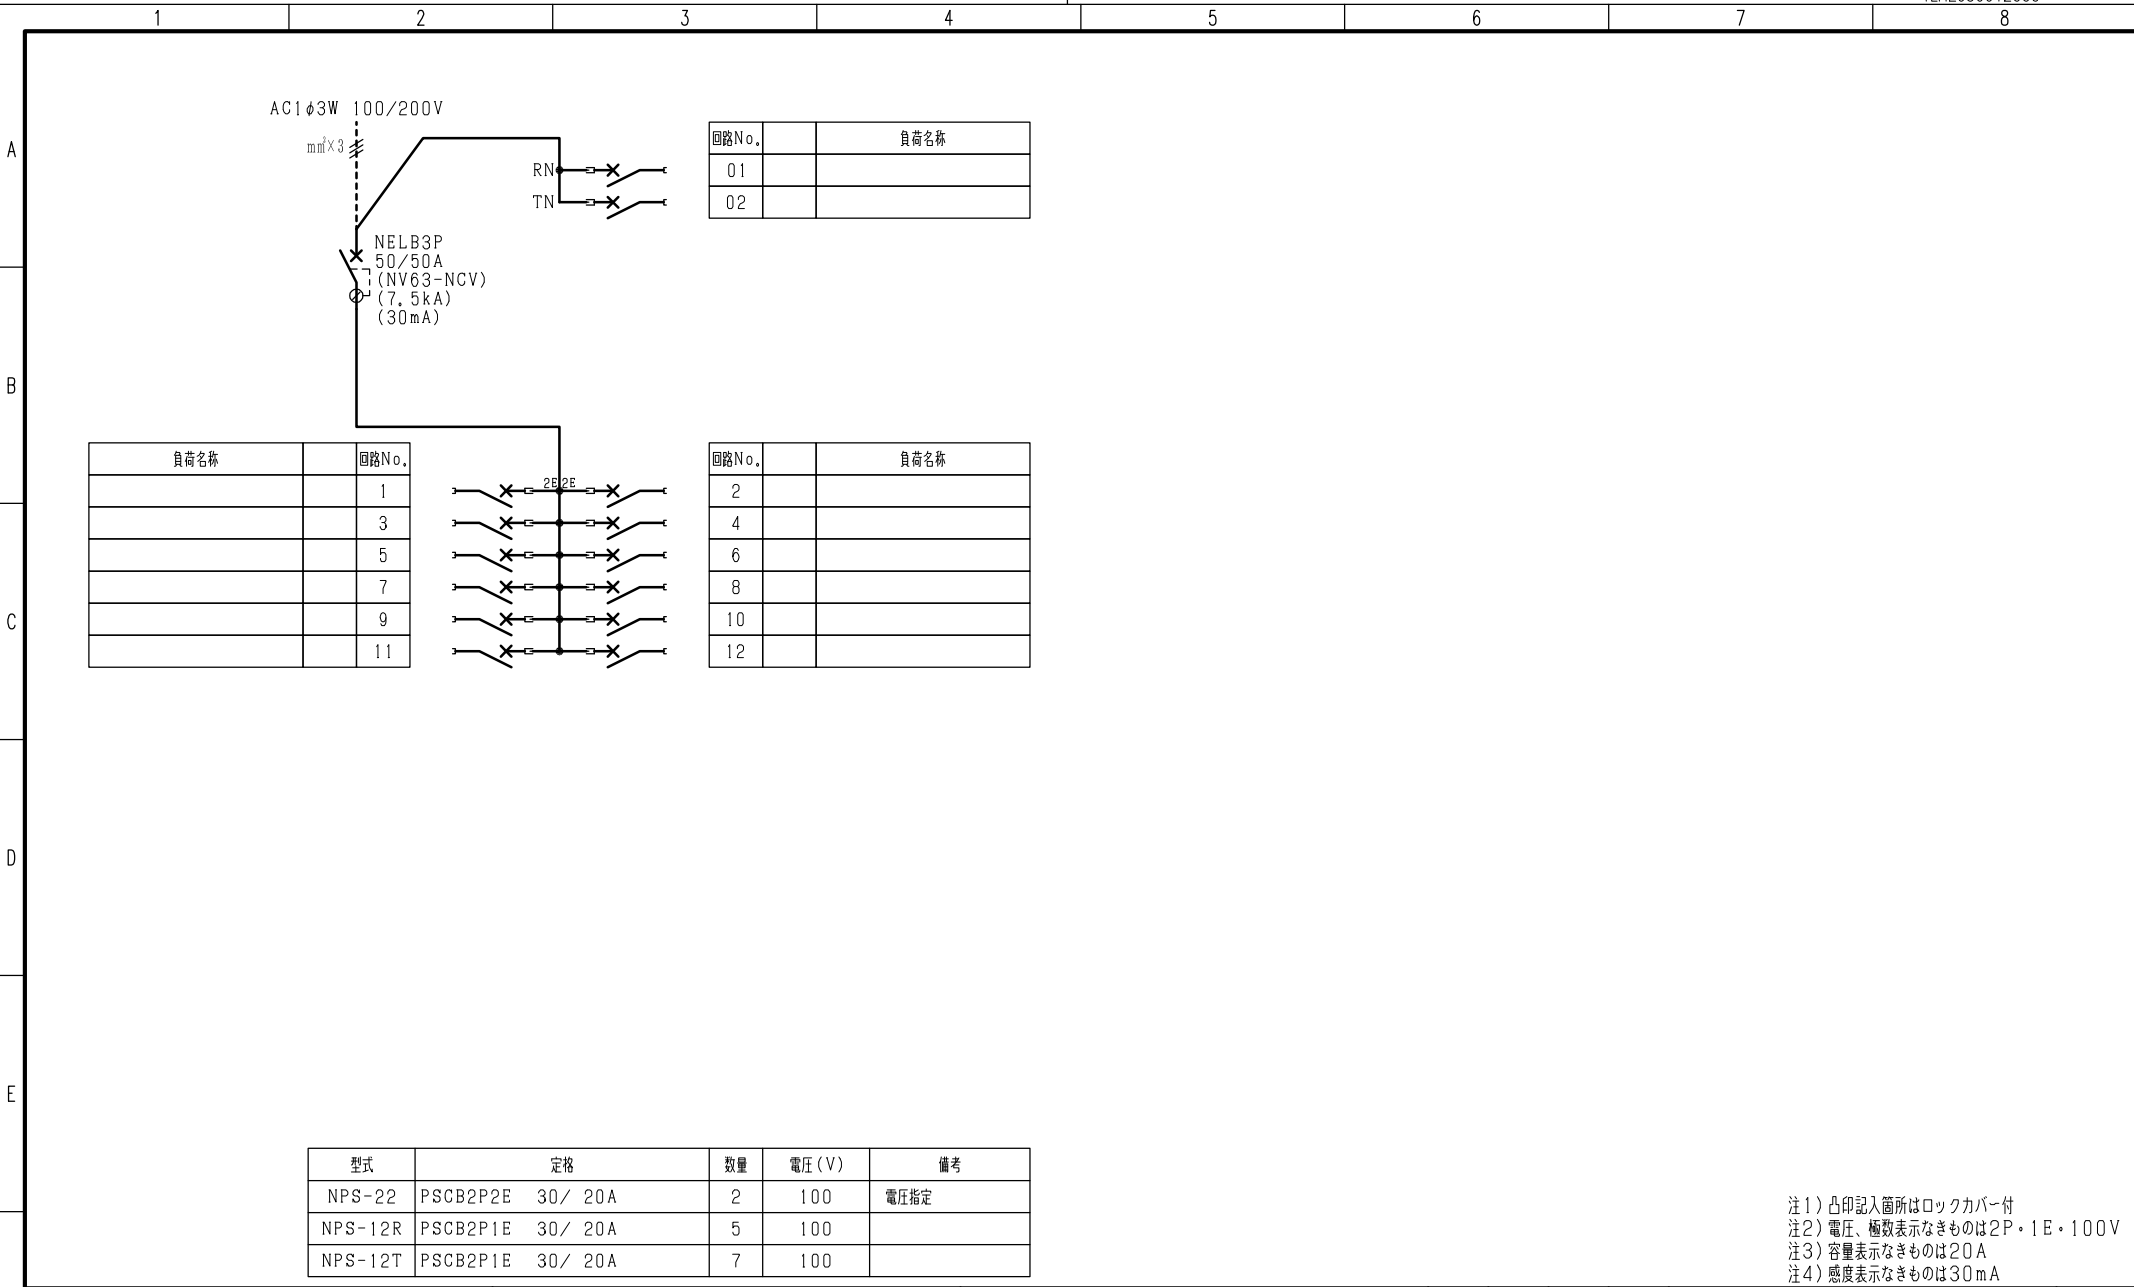 1 2 3 4 5 6 7 8
A
B
C
D
E
AC1φ3W 100/200V
mm²×3
RN
TN
回路No. 負荷名称
01
02
NELB3P
50/50A
(NV63-NCV)
(7.5kA)
(30mA)
負荷名称 回路No.
1
3
5
7
9
11
2E 2E
回路No. 負荷名称
2
4
6
8
10
12
型式 定格 数量 電圧(V) 備考
NPS-22 PSCB2P2E 30/ 20A 2 100 電圧指定
NPS-12R PSCB2P1E 30/ 20A 5 100
NPS-12T PSCB2P1E 30/ 20A 7 100
注1)凸印記入箇所はロックカバー付
注2)電圧、極数表示なきものは2P・1E・100V
注3)容量表示なきものは20A
注4)感度表示なきものは30mA